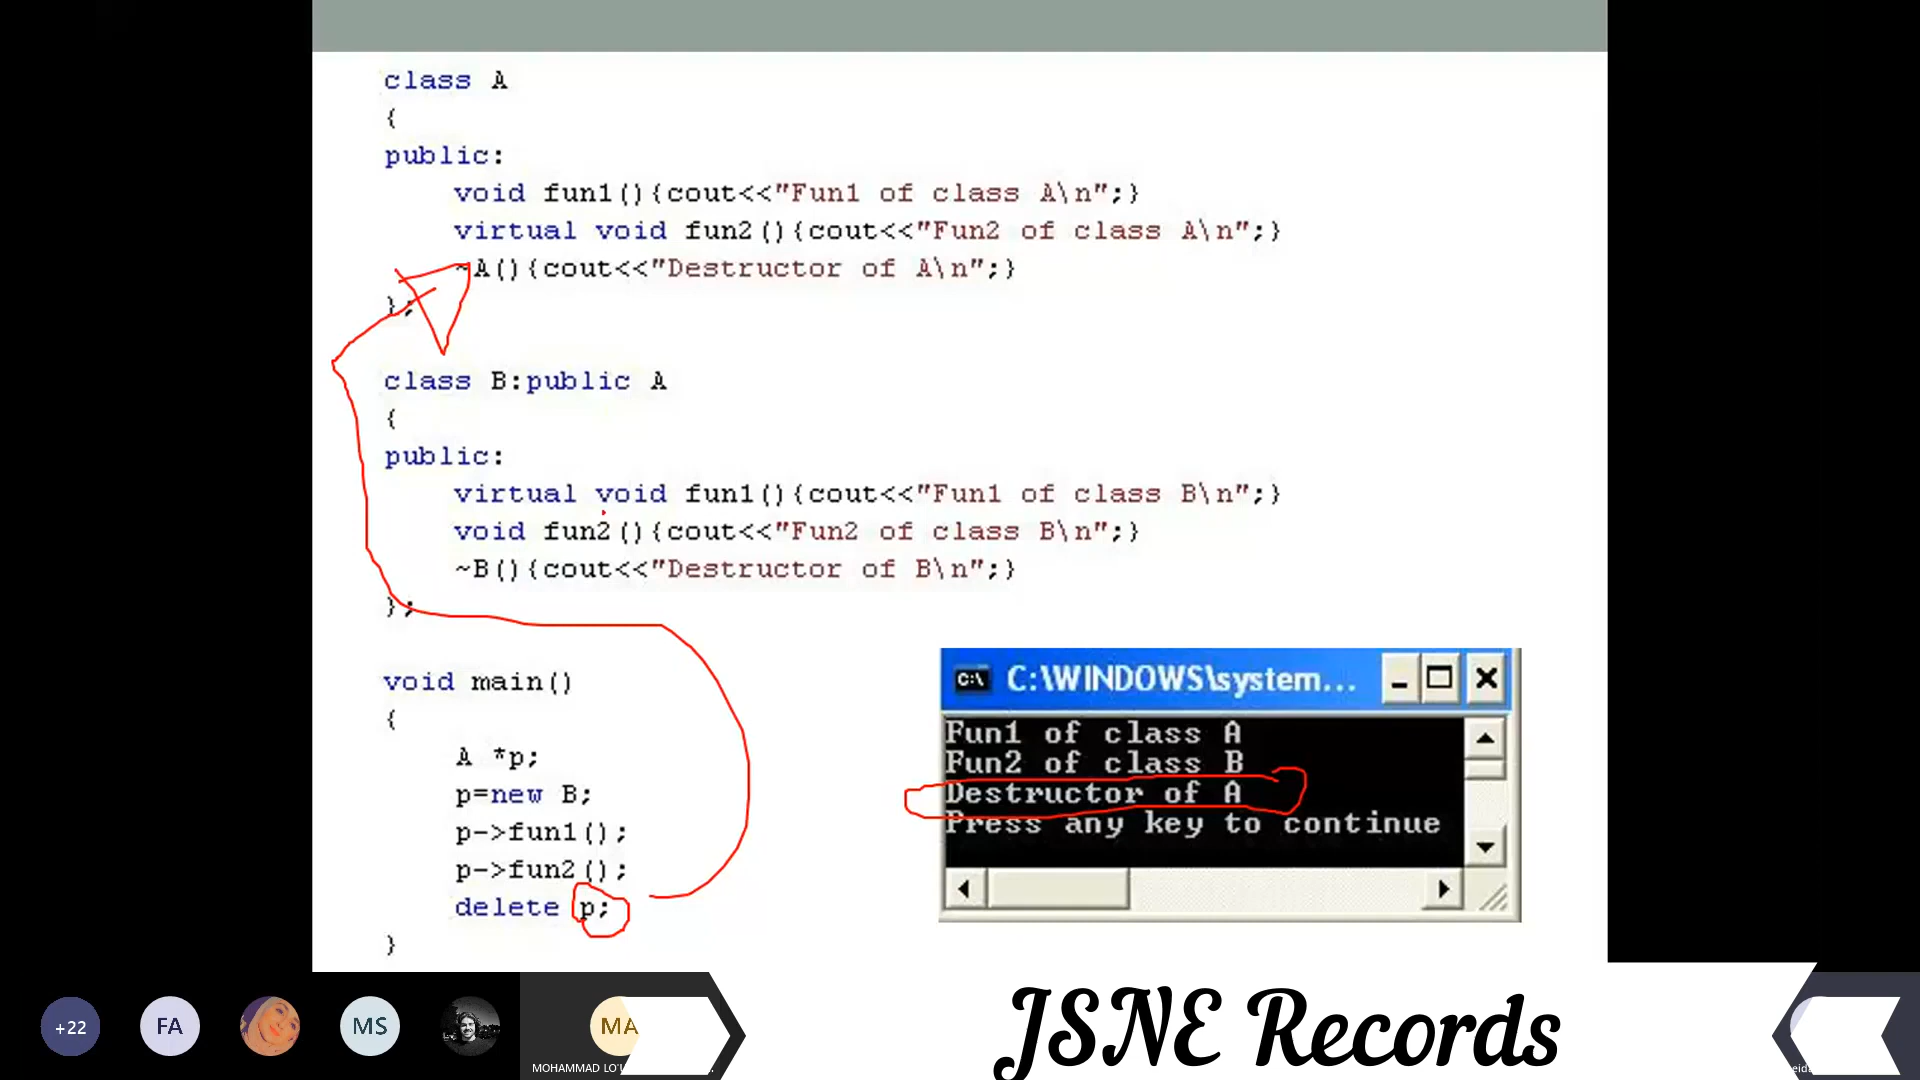 class A
{
public:
void fun1(){cout<<"Fun1 of class A\n";}
virtual void fun2(){cout<<"Fun2 of class A\n";}
~A(){cout<<"Destructor of A\n";}
};
class B:public A
{
public:
virtual void fun1(){cout<<"Fun1 of class B\n";}
void fun2(){cout<<"Fun2 of class B\n";}
~B(){cout<<"Destructor of B\n";}
};
void main()
{
A *p;
p=new B;
p->fun1();
p->fun2();
delete p;
}
C:\WINDOWS\system...
Fun1 of class A
Fun2 of class B
Destructor of A
Press any key to continue
+22
FA
MS
MA
MOHAMMAD
JSNE Records